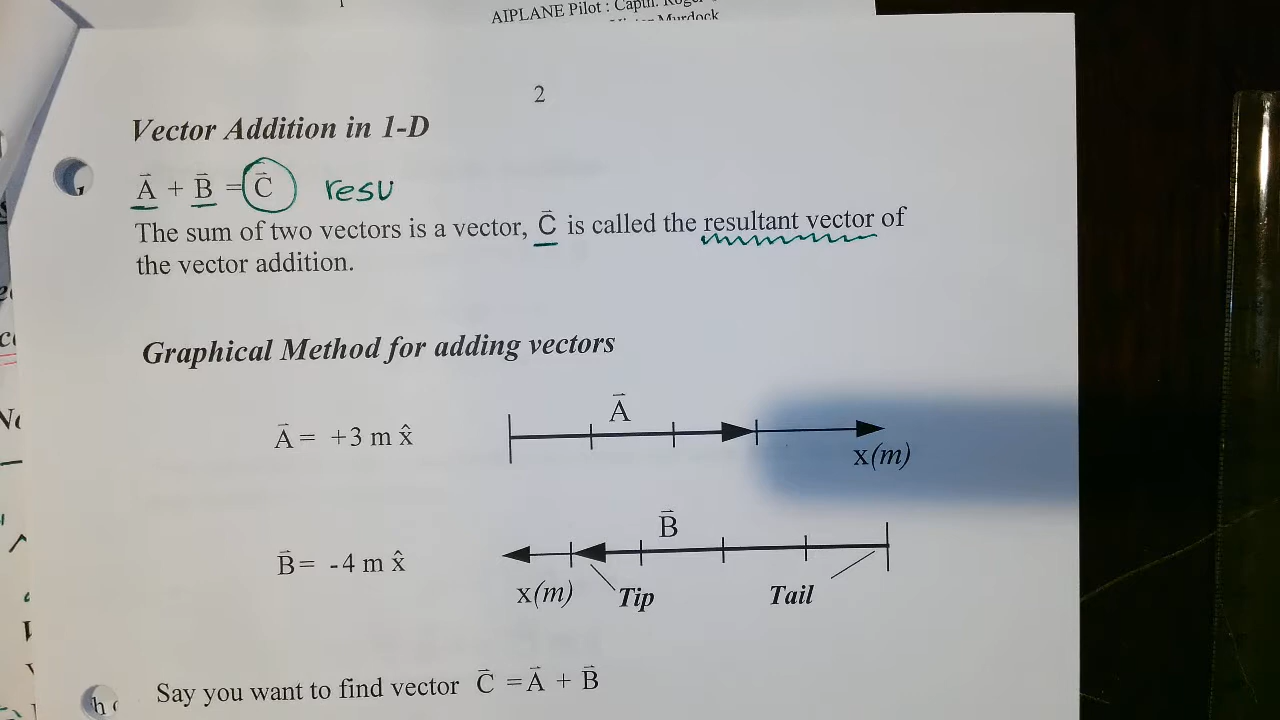 AIPLANE Pilot : Captn.
Murdock
2
Vector Addition in 1-D
A⃗ + B⃗ = C⃗ resu
The sum of two vectors is a vector, C⃗ is called the resultant vector of
the vector addition.
Graphical Method for adding vectors
A⃗ = +3 m x̂
A⃗
x(m)
B⃗ = -4 m x̂
B⃗
x(m)
Tip
Tail
Say you want to find vector C⃗ = A⃗ + B⃗